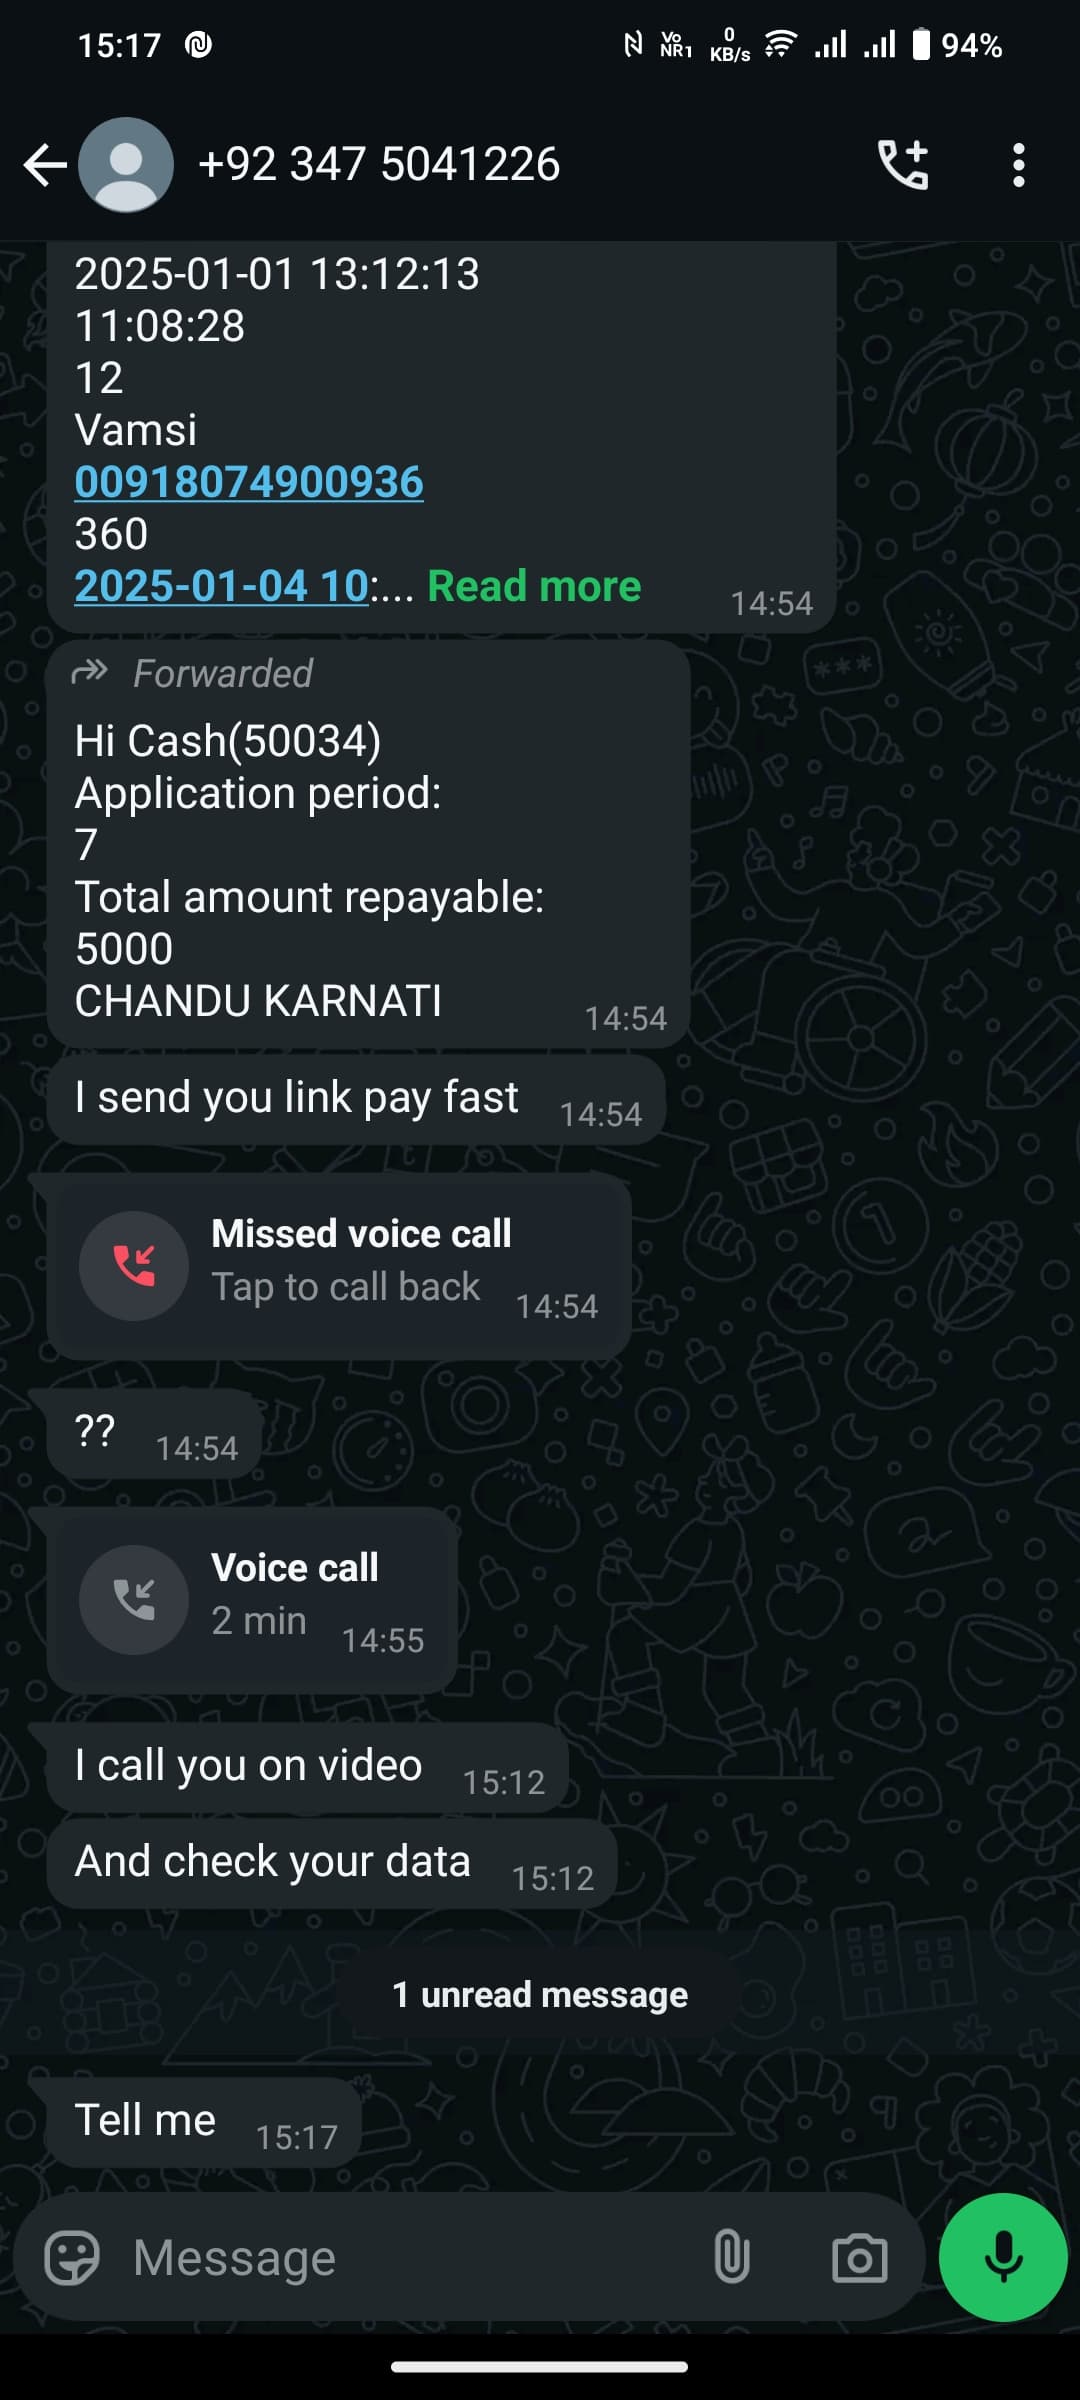 15:17
Vo
NR1
0
KB/s
94%
+92 347 5041226
2025-01-01 13:12:13
11:08:28
12
Vamsi
00918074900936
360
2025-01-04 10:... Read more
14:54
Forwarded
Hi Cash(50034)
Application period:
7
Total amount repayable:
5000
CHANDU KARNATI
14:54
I send you link pay fast
14:54
Missed voice call
Tap to call back
14:54
??
14:54
Voice call
2 min
14:55
I call you on video
15:12
And check your data
15:12
1 unread message
Tell me
15:17
Message